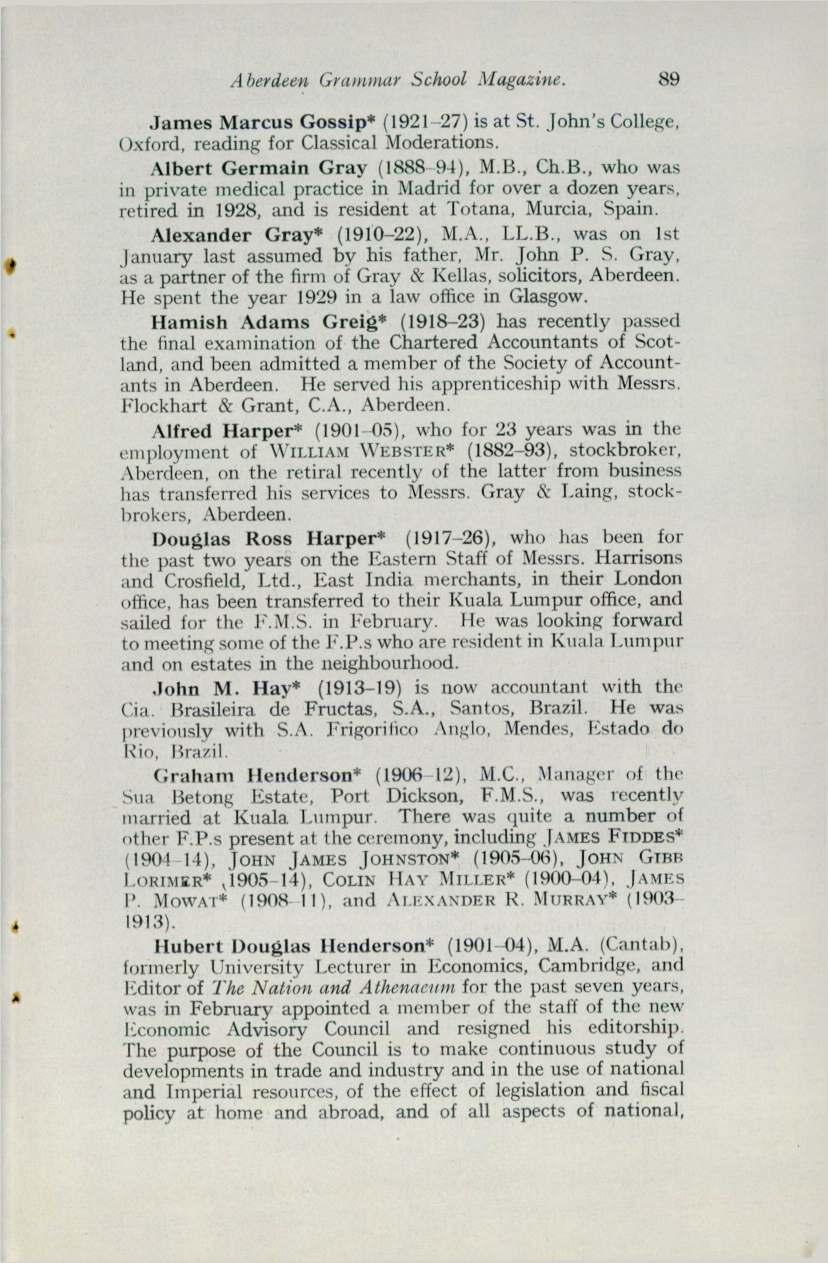 Aberdeen Grammar School Magazine. 89
James Marcus Gossip* (1921–27) is at St. John's College,
Oxford, reading for Classical Moderations.
Albert Germain Gray (1888–94), M.B., Ch.B., who was
in private medical practice in Madrid for over a dozen years,
retired in 1928, and is resident at Totana, Murcia, Spain.
Alexander Gray* (1910–22), M.A., LL.B., was on 1st
January last assumed by his father, Mr. John P. S. Gray,
as a partner of the firm of Gray & Kellas, solicitors, Aberdeen.
He spent the year 1929 in a law office in Glasgow.
Hamish Adams Greig* (1918–23) has recently passed
the final examination of the Chartered Accountants of Scot-
land, and been admitted a member of the Society of Account-
ants in Aberdeen. He served his apprenticeship with Messrs.
Flockhart & Grant, C.A., Aberdeen.
Alfred Harper* (1901–05), who for 23 years was in the
employment of WILLIAM WEBSTER* (1882–93), stockbroker,
Aberdeen, on the retiral recently of the latter from business
has transferred his services to Messrs. Gray & Laing, stock-
brokers, Aberdeen.
Douglas Ross Harper* (1917–26), who has been for
the past two years on the Eastern Staff of Messrs. Harrisons
and Crosfield, Ltd., East India merchants, in their London
office, has been transferred to their Kuala Lumpur office, and
sailed for the F.M.S. in February. He was looking forward
to meeting some of the F.P.s who are resident in Kuala Lumpur
and on estates in the neighbourhood.
John M. Hay* (1913–19) is now accountant with the
Cia. Brasileira de Fructas, S.A., Santos, Brazil. He was
previously with S.A. Frigorifico Anglo, Mendes, Estado do
Rio, Brazil.
Graham Henderson* (1906–12), M.C., Manager of the
Sua Betong Estate, Port Dickson, F.M.S., was recently
married at Kuala Lumpur. There was quite a number of
other F.P.s present at the ceremony, including JAMES FIDDES*
(1904–14), JOHN JAMES JOHNSTON* (1905–06), JOHN GIBB
LORIMER* (1905–14), COLIN HAY MILLER* (1900–04), JAMES
P. MOWAT* (1908–11), and ALEXANDER R. MURRAY* (1903–
1913).
Hubert Douglas Henderson* (1901–04), M.A. (Cantab),
formerly University Lecturer in Economics, Cambridge, and
Editor of The Nation and Athenaeum for the past seven years,
was in February appointed a member of the staff of the new
Economic Advisory Council and resigned his editorship.
The purpose of the Council is to make continuous study of
developments in trade and industry and in the use of national
and Imperial resources, of the effect of legislation and fiscal
policy at home and abroad, and of all aspects of national,